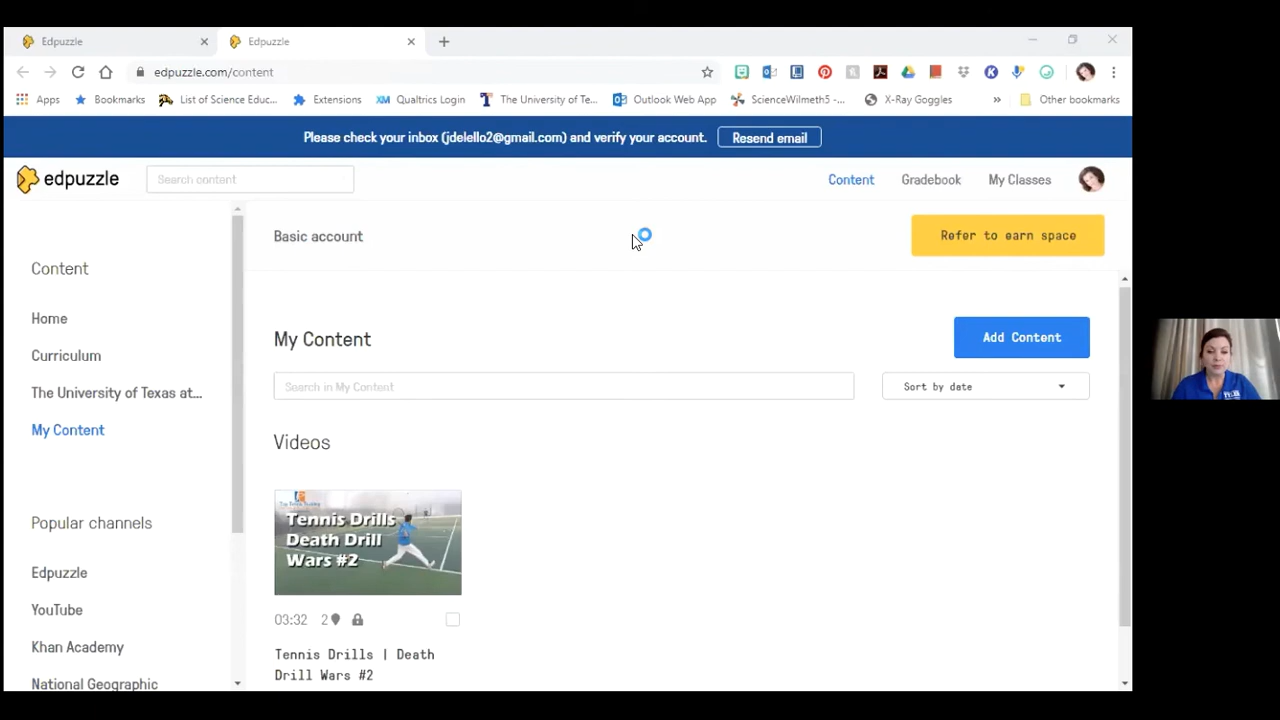 Edpuzzle
Edpuzzle
edpuzzle.com/content
Apps Bookmarks List of Science Educ... Extensions Qualtrics Login The University of Te... Outlook Web App ScienceWilmeth5 -... X-Ray Goggles » Other bookmarks
Please check your inbox (jdelello2@gmail.com) and verify your account. Resend email
edpuzzle Search content Content Gradebook My Classes
Basic account Refer to earn space
Content
Home
Curriculum
The University of Texas at...
My Content
Popular channels
Edpuzzle
YouTube
Khan Academy
National Geographic
My Content Add Content
Search in My Content Sort by date
Videos
Tennis Drills
Death Drill
Wars #2
03:32 2
Tennis Drills | Death
Drill Wars #2